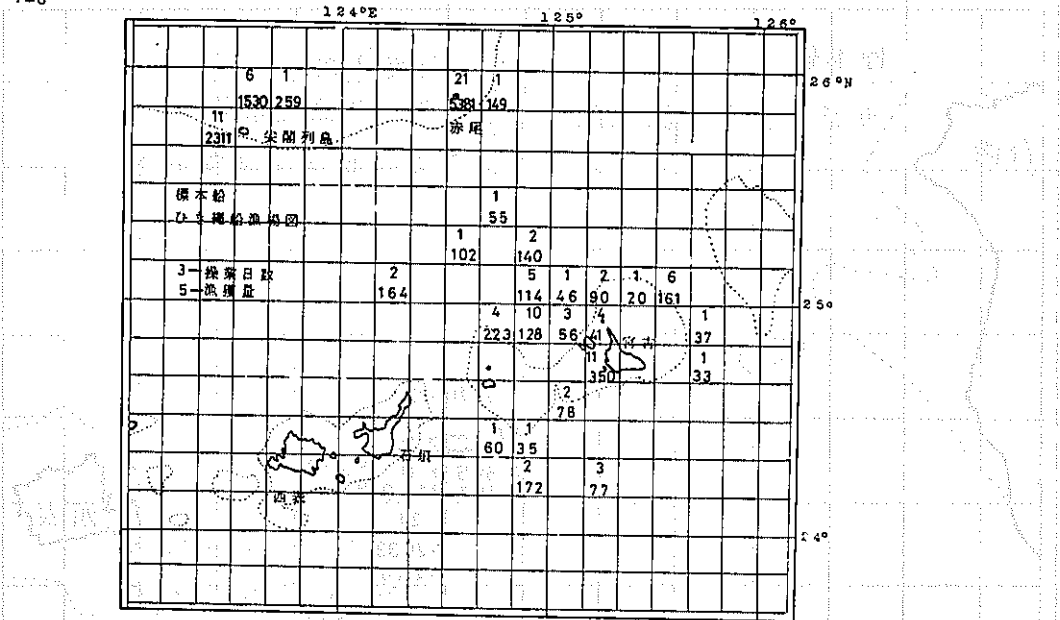 124°E 125° 126°
6 1 21 1
26°N
1530 259 5381 149
11 赤尾
2311 尖閣列島
標本船 1
ひき縄船漁場図 55
1 2
102 140
3-操業日数 2 5 1 2 1 6
5-漁獲量 164 114 46 90 20 161
25°
4 10 3 4 1
223 128 56 41 宮古 37
11 1
350 33
2
78
1 1
石垣 60 35
2 3
西表 172 77
24°